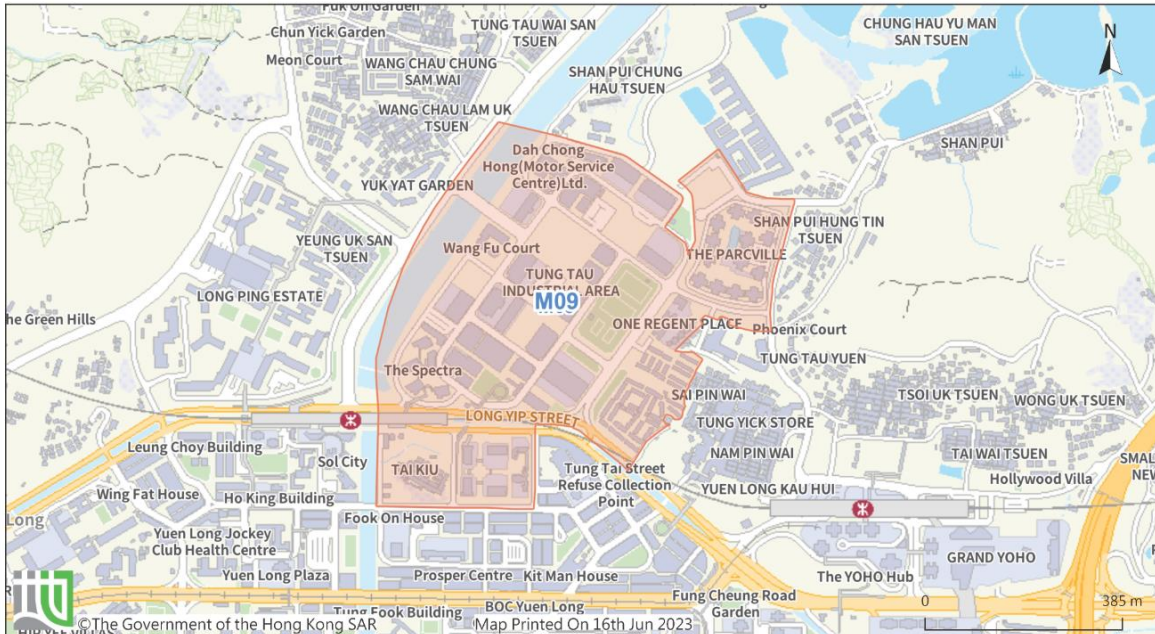 Fuk On Garden
Chun Yick Garden
Meon Court
TUNG TAU WAI SAN
TSUEN
WANG CHAU CHUNG
SAM WAI
WANG CHAU LAM UK
TSUEN
SHAN PUI CHUNG
HAU TSUEN
CHUNG HAU YU MAN
SAN TSUEN
N
SHAN PUI
YUK YAT GARDEN
Dah Chong
Hong(Motor Service
Centre)Ltd.
YEUNG UK SAN
TSUEN
Wang Fu Court
SHAN PUI HUNG TIN
TSUEN
THE PARCVILLE
LONG PING ESTATE
TUNG TAU
INDUSTRIAL AREA
M09
he Green Hills
ONE REGENT PLACE
Phoenix Court
TUNG TAU YUEN
The Spectra
SAI PIN WAI
TSOI UK TSUEN
WONG UK TSUEN
LONG YIP STREET
TUNG YICK STORE
Leung Choy Building
Sol City
TAI KIU
NAM PIN WAI
TAI WAI TSUEN
SMAL
NEW
Wing Fat House
Ho King Building
Tung Tai Street
Refuse Collection
Point
YUEN LONG KAU HUI
Hollywood Villa
Long
Fook On House
Yuen Long Jockey
Club Health Centre
GRAND YOHO
Yuen Long Plaza
Prosper Centre
Kit Man House
The YOHO Hub
Fung Cheung Road
Garden
0
385 m
Tung Fook Building
BOC Yuen Long
©The Government of the Hong Kong SAR
Map Printed On 16th Jun 2023